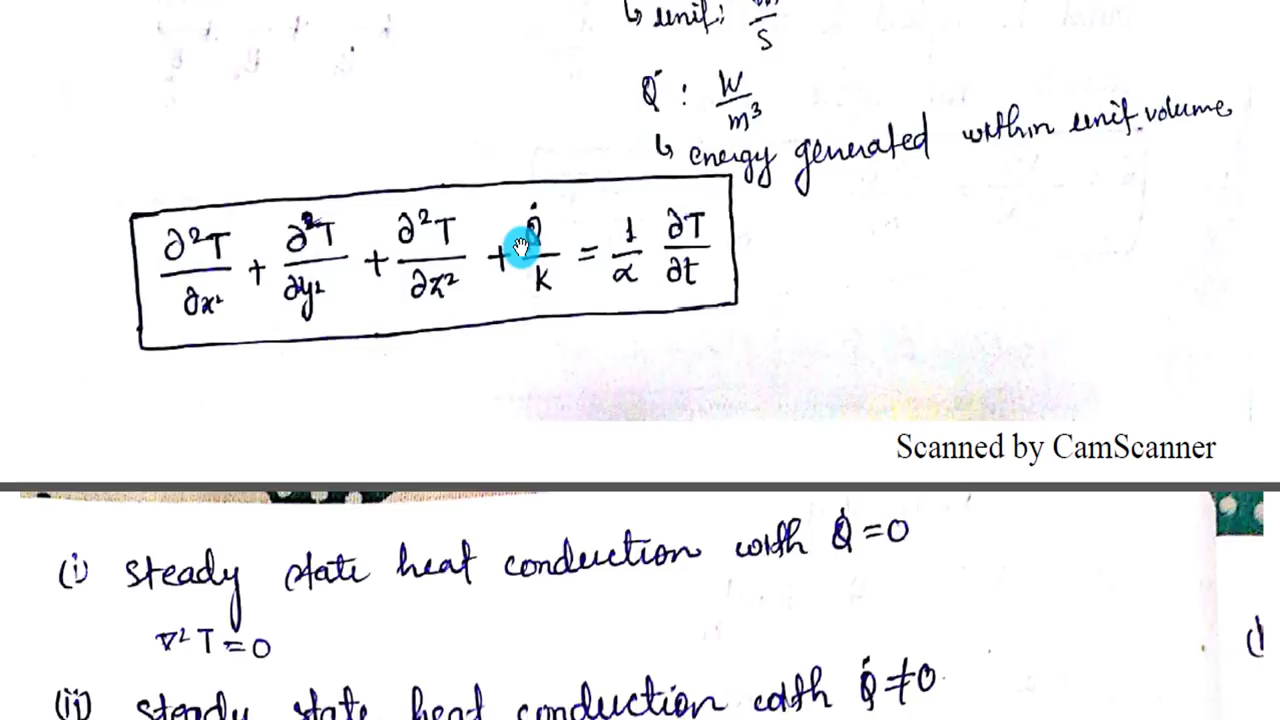 ↳ unit: m/s
Q̇ : W/m³
↳ energy generated within unit volume
∂²T/∂x² + ∂²T/∂y² + ∂²T/∂z² + Q̇/k = 1/α ∂T/∂t
Scanned by CamScanner
(i) steady state heat conduction with Q̇ = 0
∇²T = 0
(ii) steady state heat conduction with Q̇ ≠ 0